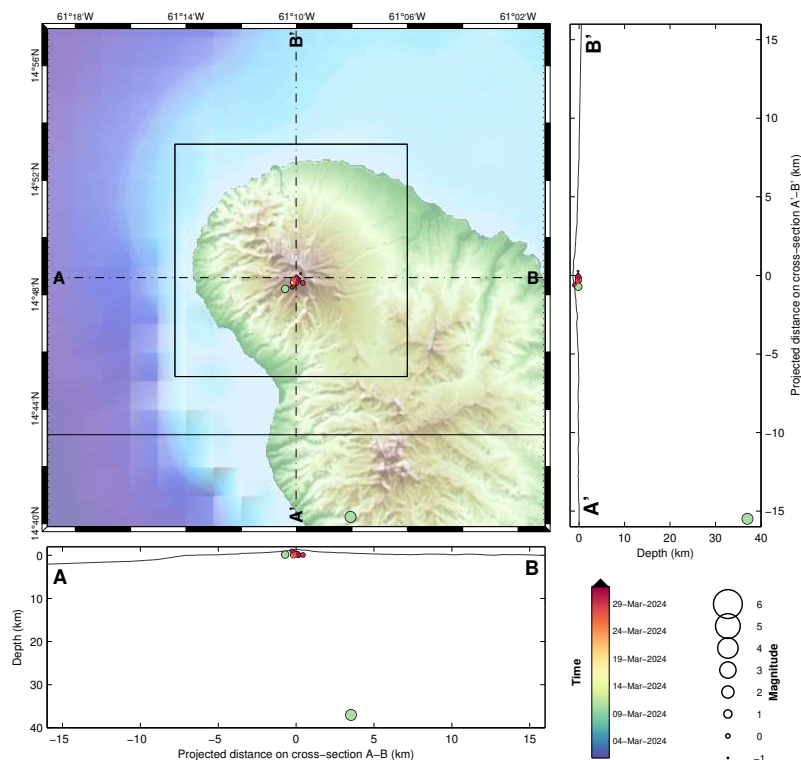 61°18'W 61°14'W 61°10'W 61°06'W 61°02'W
14°56'N
14°52'N
14°48'N
14°44'N
14°40'N
B'
A
B
A'
B'
A'
15
10
5
0
−5
−10
−15
Projected distance on cross−section A'−B' (km)
0 10 20 30 40
Depth (km)
A
B
0
10
20
30
40
Depth (km)
−15 −10 −5 0 5 10 15
Projected distance on cross−section A−B (km)
Time
29−Mar−2024
24−Mar−2024
19−Mar−2024
14−Mar−2024
09−Mar−2024
04−Mar−2024
6
5
4
3
2
1
0
−1
Magnitude